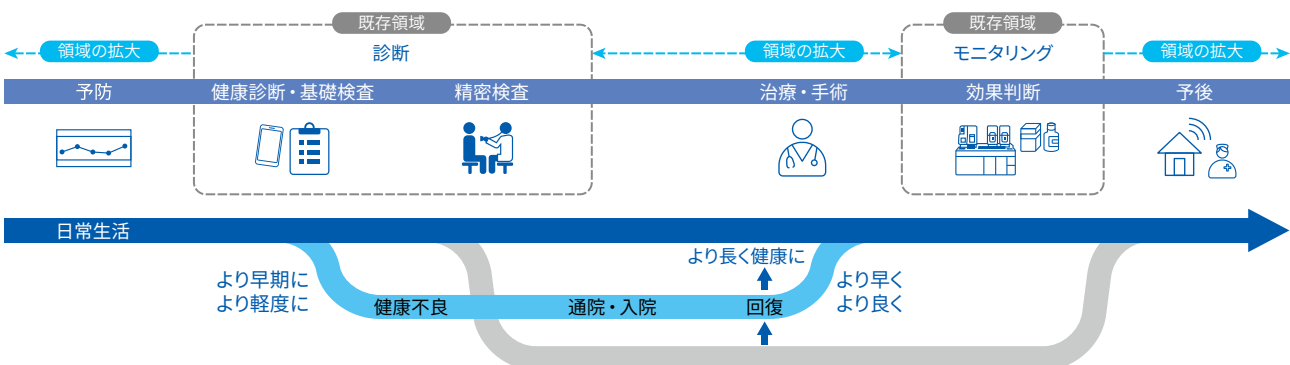 既存領域
既存領域
領域の拡大
診断
領域の拡大
モニタリング
領域の拡大
予防
健康診断・基礎検査
精密検査
治療・手術
効果判断
予後
日常生活
より長く健康に
より早期に
より軽度に
より早く
より良く
健康不良
通院・入院
回復